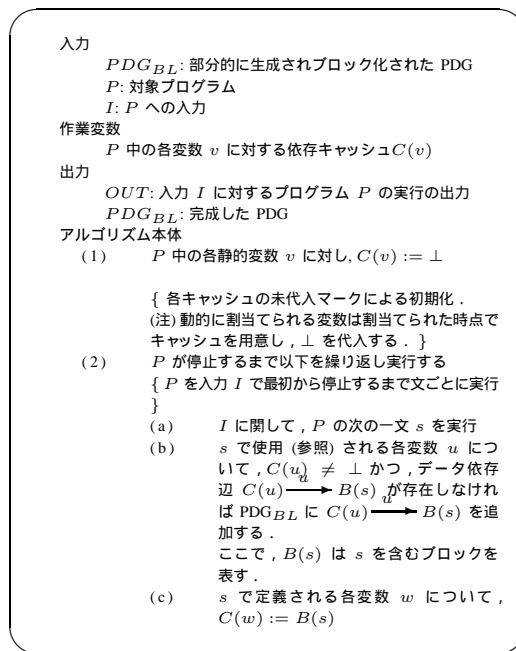 入力
PDG_BL: 部分的に生成されブロック化された PDG
P: 対象プログラム
I: P への入力
作業変数
P 中の各変数 v に対する依存キャッシュC(v)
出力
OUT: 入力 I に対するプログラム P の実行の出力
PDG_BL: 完成した PDG
アルゴリズム本体
(1) P 中の各静的変数 v に対し, C(v) := ⊥
{ 各キャッシュの未代入マークによる初期化．
(注) 動的に割当てられる変数は割当てられた時点で
キャッシュを用意し，⊥ を代入する．}
(2) P が停止するまで以下を繰り返し実行する
{ P を入力 I で最初から停止するまで文ごとに実行
}
(a) I に関して，P の次の一文 s を実行
(b) s で使用 (参照) される各変数 u につ
いて，C(u) ≠ ⊥ かつ，データ依存
辺 C(u) —u→ B(s) が存在しなけれ
ば PDG_BL に C(u) —u→ B(s) を追
加する．
ここで，B(s) は s を含むブロックを
表す．
(c) s で定義される各変数 w について，
C(w) := B(s)